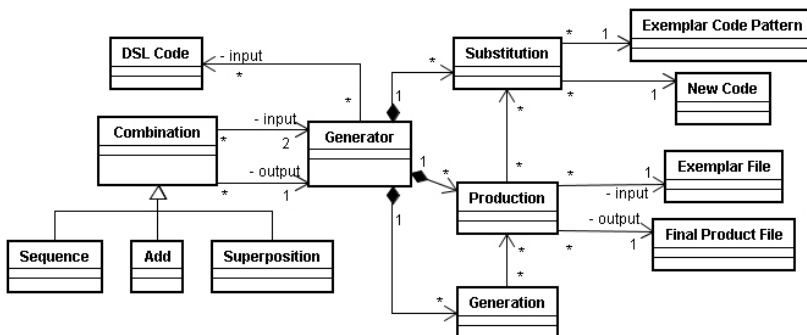 DSL Code
- input
*
*
Combination
*
- input
2
*
- output
1
Generator
Sequence
Add
Superposition
1
*
Substitution
*
1
Exemplar Code Pattern
*
1
New Code
*
*
1
*
Production
*
1
- input
Exemplar File
*
- output
1
Final Product File
1
*
*
*
Generation